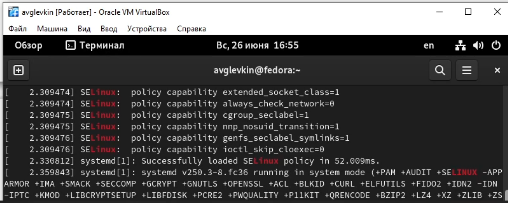 avglevkin [Работает] - Oracle VM VirtualBox
Файл Машина Вид Ввод Устройства Справка
Обзор Терминал Вс, 26 июня 16:55 en
avglevkin@fedora:~
[    2.309474] SELinux:  policy capability extended_socket_class=1
[    2.309474] SELinux:  policy capability always_check_network=0
[    2.309475] SELinux:  policy capability cgroup_seclabel=1
[    2.309475] SELinux:  policy capability nnp_nosuid_transition=1
[    2.309476] SELinux:  policy capability genfs_seclabel_symlinks=1
[    2.309476] SELinux:  policy capability ioctl_skip_cloexec=0
[    2.330812] systemd[1]: Successfully loaded SELinux policy in 52.009ms.
[    2.359843] systemd[1]: systemd v250.3-8.fc36 running in system mode (+PAM +AUDIT +SELINUX -APP
ARMOR +IMA +SMACK +SECCOMP +GCRYPT +GNUTLS +OPENSSL +ACL +BLKID +CURL +ELFUTILS +FIDO2 +IDN2 -IDN
-IPTC +KMOD +LIBCRYPTSETUP +LIBFDISK +PCRE2 +PWQUALITY +P11KIT +QRENCODE +BZIP2 +LZ4 +XZ +ZLIB +ZS